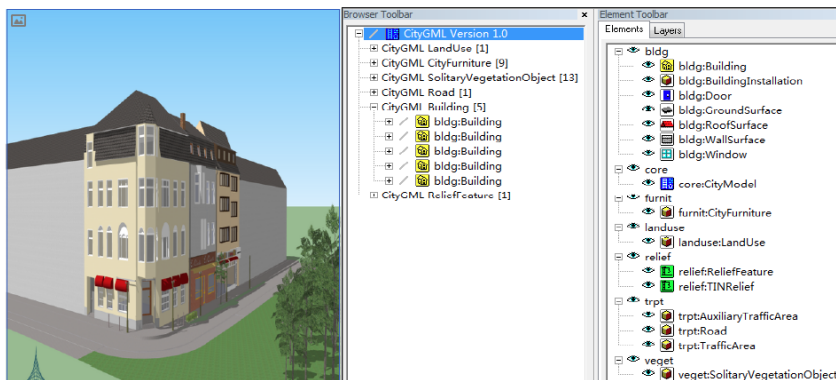 Browser Toolbar
CityGML Version 1.0
CityGML LandUse [1]
CityGML CityFurniture [9]
CityGML SolitaryVegetationObject [13]
CityGML Road [1]
CityGML Building [5]
bldg:Building
bldg:Building
bldg:Building
bldg:Building
bldg:Building
CityGML ReliefFeature [1]
Element Toolbar
Elements Layers
bldg
bldg:Building
bldg:BuildingInstallation
bldg:Door
bldg:GroundSurface
bldg:RoofSurface
bldg:WallSurface
bldg:Window
core
core:CityModel
furnit
furnit:CityFurniture
landuse
landuse:LandUse
relief
relief:ReliefFeature
relief:TINRelief
trpt
trpt:AuxiliaryTrafficArea
trpt:Road
trpt:TrafficArea
veget
veget:SolitaryVegetationObject